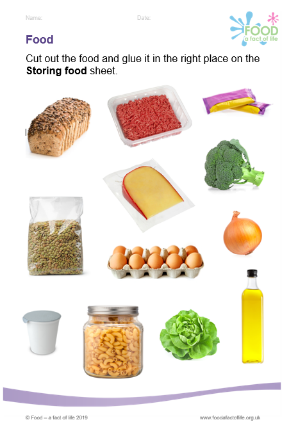 Name: Date:
FOOD
a fact of life
Food
Cut out the food and glue it in the right place on the
Storing food sheet.
© Food – a fact of life 2019
www.foodafactoflife.org.uk